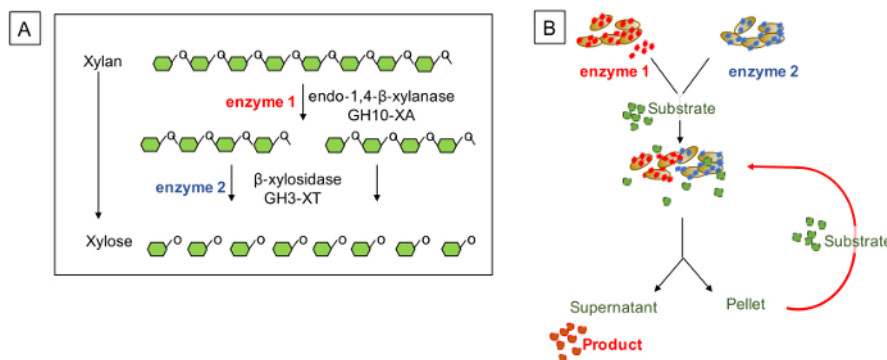 A
Xylan
enzyme 1
endo-1,4-β-xylanase
GH10-XA
enzyme 2
β-xylosidase
GH3-XT
Xylose
O O O O O O O O
B
enzyme 1
enzyme 2
Substrate
Substrate
Supernatant
Pellet
Product